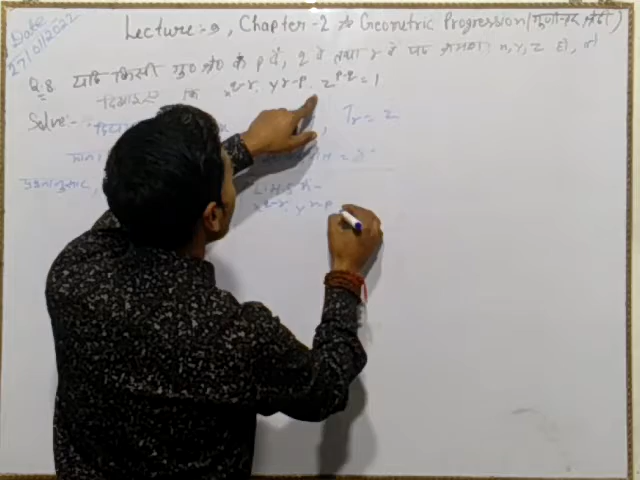 Date
27/01/2022
Lecture:-9, Chapter-2 Geometric Progression (गुणोत्तर श्रेढ़ी)
Q.8 यदि किसी गु० श्रे० के p वें, q वें तथा r वें पद क्रमशः x, y, z हों, तो
दिखाइए कि x^q-r. y^r-p. z^p-q = 1
Solve:- T_r = z
माना
प्रश्नानुसार, L.H.S में-
x^q-r. y^r-p